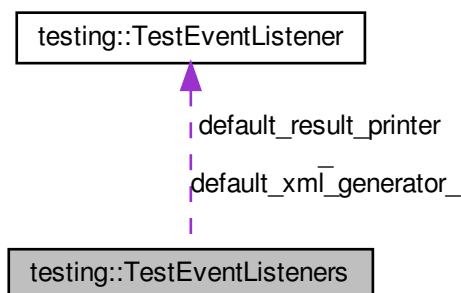 testing::TestEventListener
default_result_printer
_
default_xml_generator_
testing::TestEventListeners